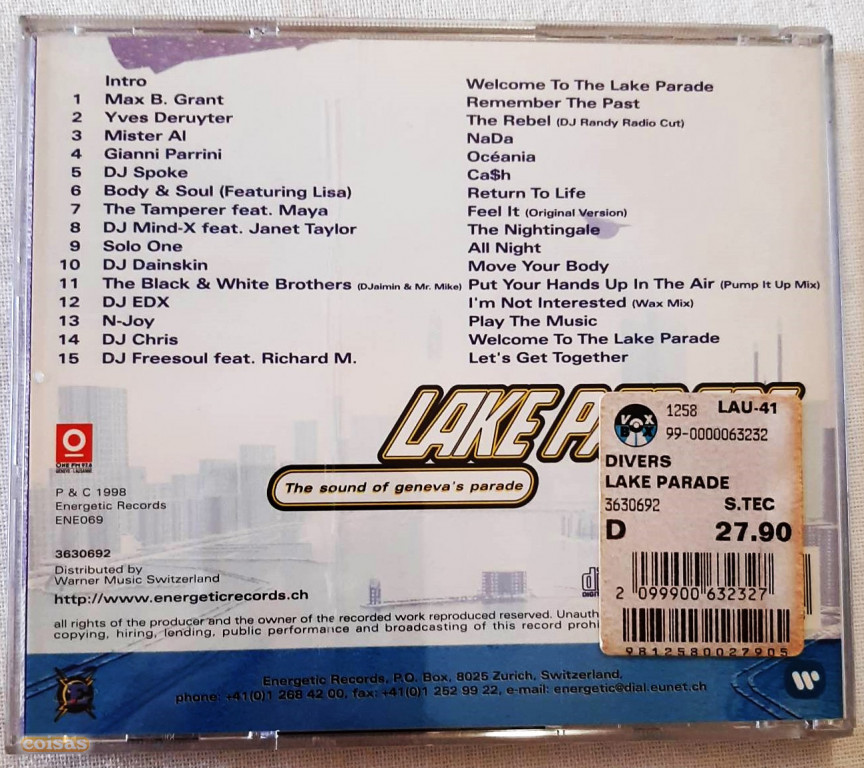 Intro Welcome To The Lake Parade
1 Max B. Grant Remember The Past
2 Yves Deruyter The Rebel (DJ Randy Radio Cut)
3 Mister Al NaDa
4 Gianni Parrini Océania
5 DJ Spoke Ca$h
6 Body & Soul (Featuring Lisa) Return To Life
7 The Tamperer feat. Maya Feel It (Original Version)
8 DJ Mind-X feat. Janet Taylor The Nightingale
9 Solo One All Night
10 DJ Dainskin Move Your Body
11 The Black & White Brothers (DJaimin & Mr. Mike) Put Your Hands Up In The Air (Pump It Up Mix)
12 DJ EDX I'm Not Interested (Wax Mix)
13 N-Joy Play The Music
14 DJ Chris Welcome To The Lake Parade
15 DJ Freesoul feat. Richard M. Let's Get Together
LAKE
The sound of geneva's parade
ONE FM
P & C 1998
Energetic Records
ENE069
3630692
Distributed by
Warner Music Switzerland
http://www.energeticrecords.ch
all rights of the producer and the owner of the recorded work reproduced reserved.
copying, hiring, lending, public performance and broadcasting of this record
Energetic Records, P.O. Box, 8025 Zurich, Switzerland,
phone: +41(0)1 268 42 00, fax: +41(0)1 252 99 22, e-mail: energetic@dial.eunet.ch
VOX BOX
1258 LAU-41
99-0000063232
DIVERS
LAKE PARADE
3630692 S.TEC
D 27.90
2 099900 632327
9812580027905
coisas